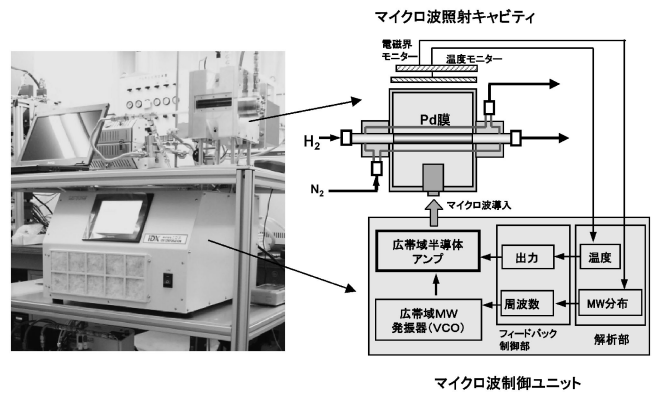 マイクロ波照射キャビティ
電磁界
モニター
温度モニター
Pd膜
H2
N2
マイクロ波導入
広帯域半導体
アンプ
出力
温度
広帯域MW
発振器(VCO)
周波数
MW分布
フィードバック
制御部
解析部
マイクロ波制御ユニット
iDX